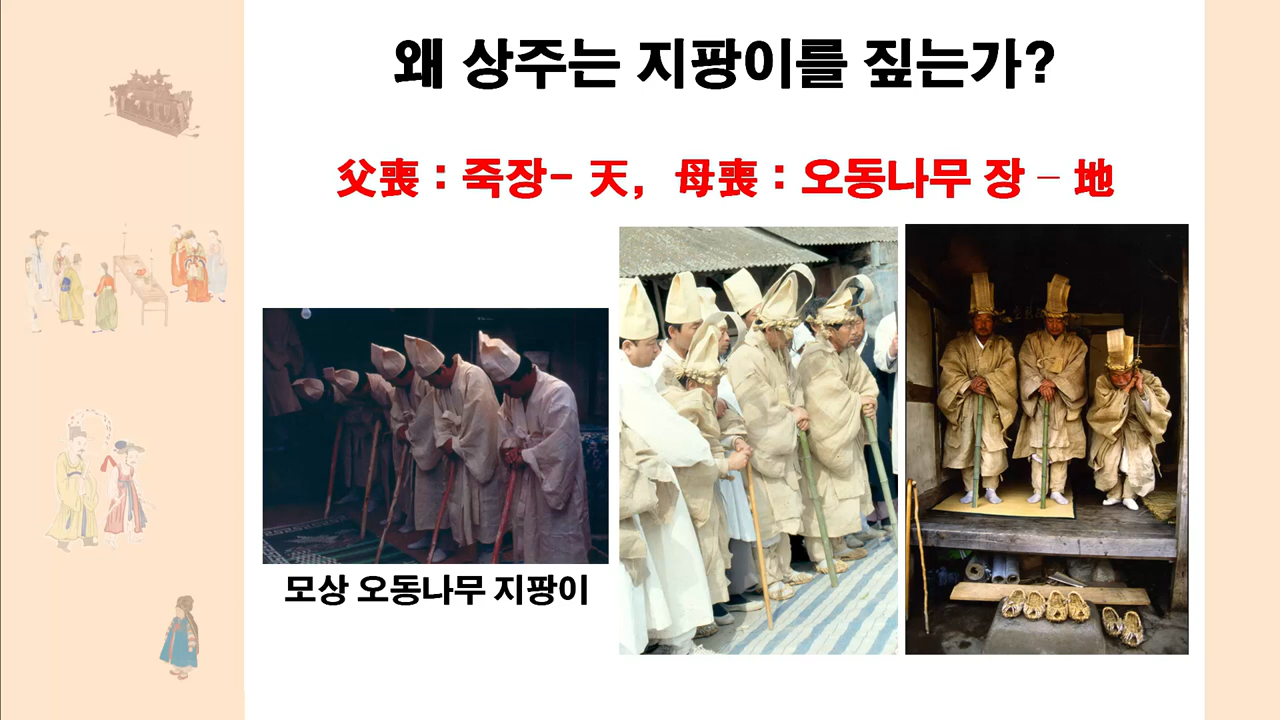 왜 상주는 지팡이를 짚는가?
父喪 : 죽장- 天, 母喪 : 오동나무 장 – 地
모상 오동나무 지팡이